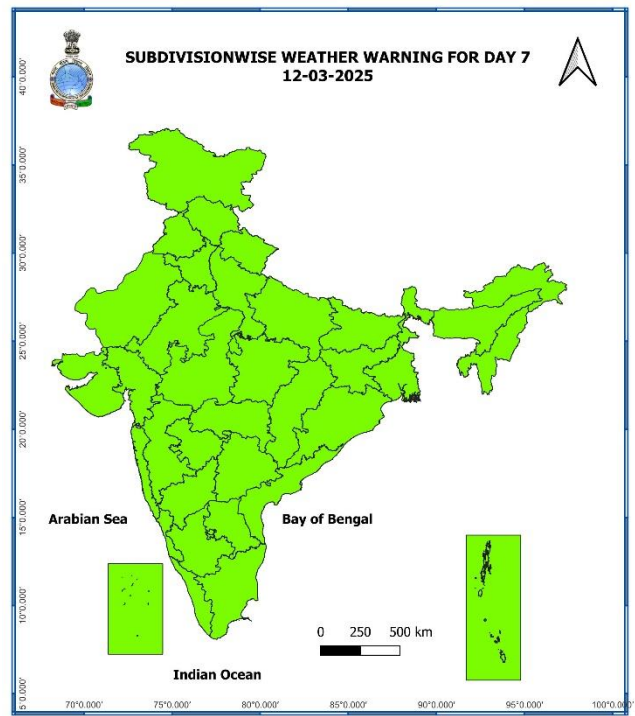 SUBDIVISIONWISE WEATHER WARNING FOR DAY 7
12-03-2025
40°0.000'
35°0.000'
30°0.000'
25°0.000'
20°0.000'
15°0.000'
10°0.000'
5°0.000'
Arabian Sea
Bay of Bengal
0 250 500 km
Indian Ocean
70°0.000' 75°0.000' 80°0.000' 85°0.000' 90°0.000' 95°0.000' 100°0.000'